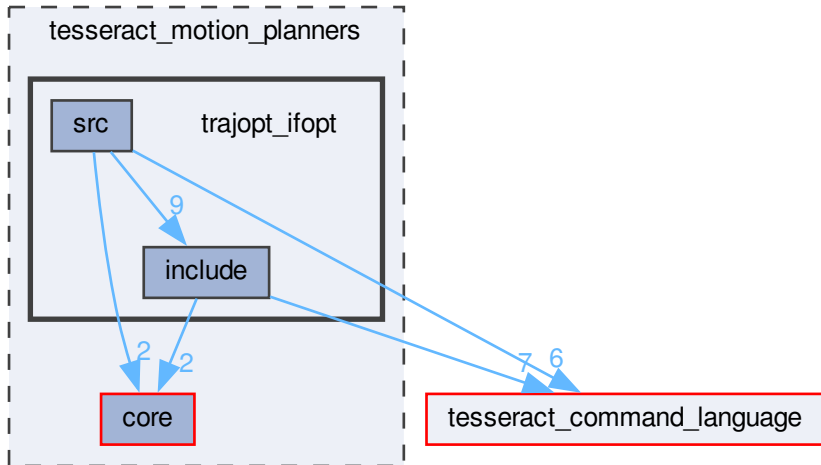 tesseract_motion_planners
src
trajopt_ifopt
9
include
2
2
7
6
core
tesseract_command_language